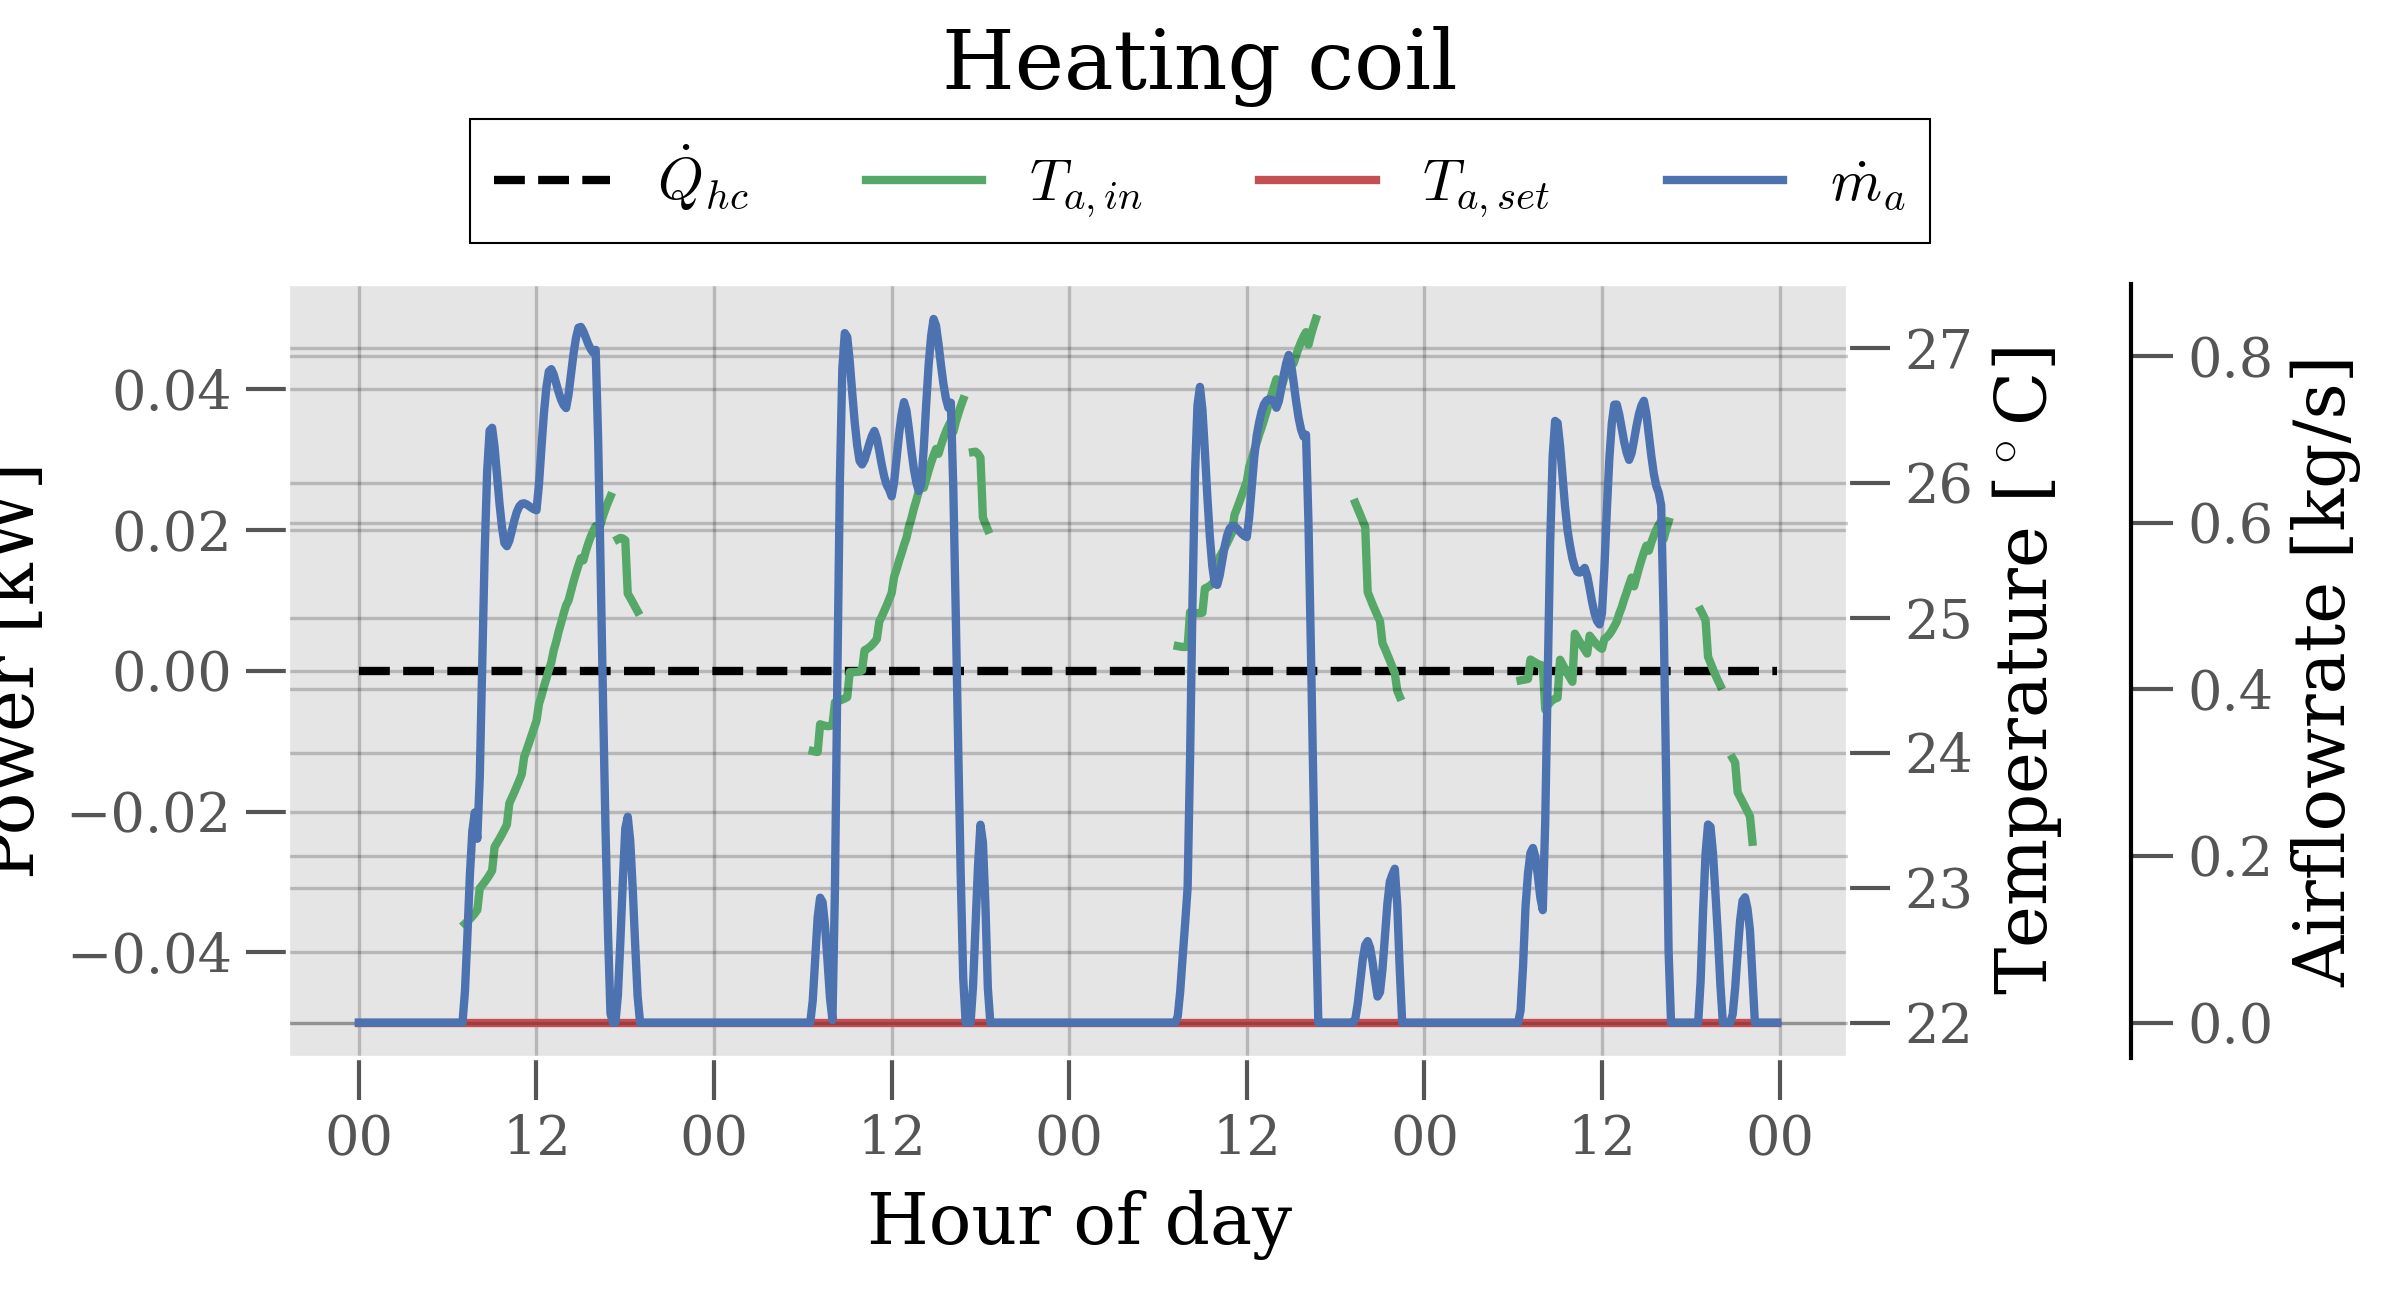 Heating coil
Q̇hc Ta, in Ta, set ṁa
Power [kW]
0.04
0.02
0.00
−0.02
−0.04
27
26
25
24
23
22
Temperature [°C]
0.8
0.6
0.4
0.2
0.0
Airflowrate [kg/s]
00 12 00 12 00 12 00 12 00
Hour of day